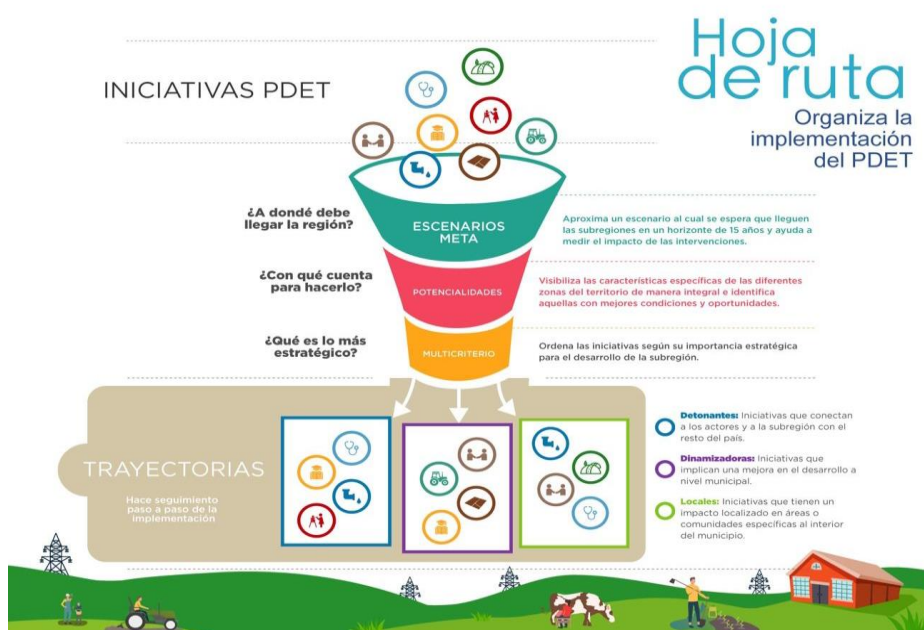 Hoja
de ruta
Organiza la
implementación
del PDET
INICIATIVAS PDET
¿A donde debe
llegar la región?
ESCENARIOS
META
Aproxima un escenario al cual se espera que lleguen
las subregiones en un horizonte de 15 años y ayuda a
medir el impacto de las intervenciones.
¿Con qué cuenta
para hacerlo?
POTENCIALIDADES
Visibiliza las características específicas de las diferentes
zonas del territorio de manera integral e identifica
aquellas con mejores condiciones y oportunidades.
¿Qué es lo más
estratégico?
MULTICRITERIO
Ordena las iniciativas según su importancia estratégica
para el desarrollo de la subregión.
TRAYECTORIAS
Hace seguimiento
paso a paso de la
implementación
Detonantes: Iniciativas que conectan
a los actores y a la subregión con el
resto del país.
Dinamizadoras: Iniciativas que
implican una mejora en el desarrollo a
nivel municipal.
Locales: Iniciativas que tienen un
impacto localizado en áreas o
comunidades específicas al interior
del municipio.